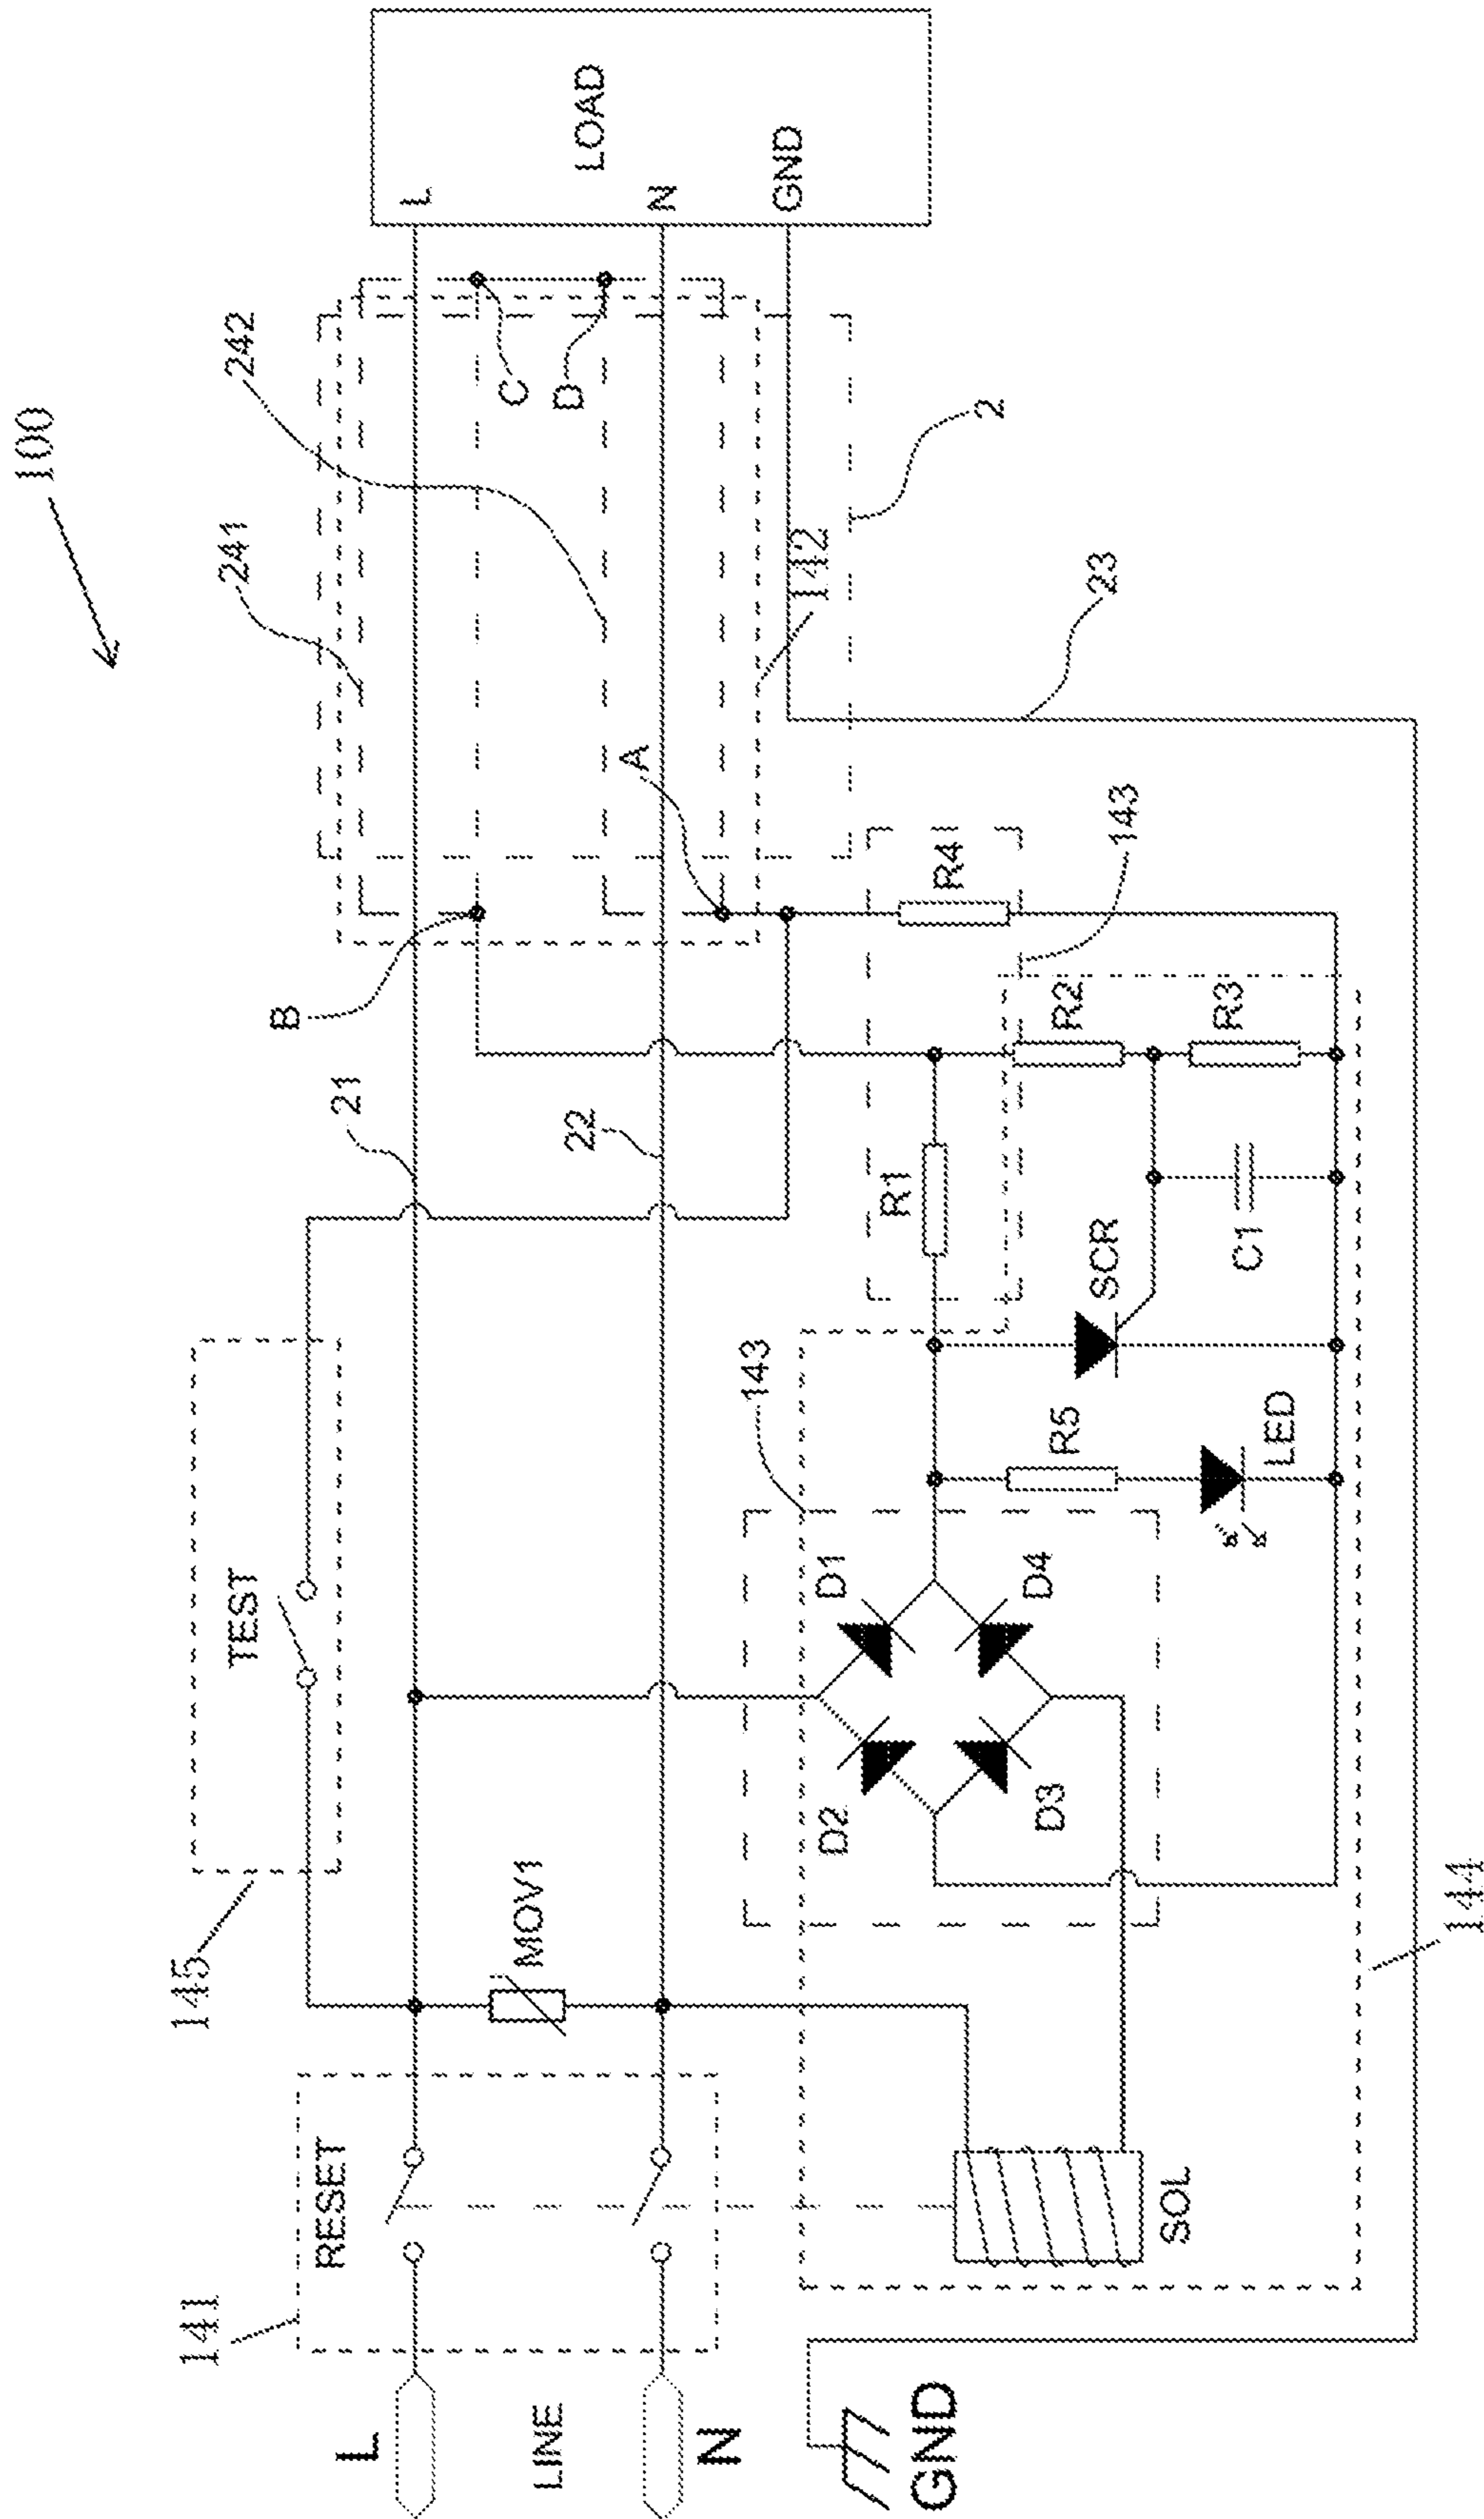 100
LOAD
L
N
GND
242
241
C
D
2
142
23
A
B
143
R4
21
22
R2
R3
R1
C1
SCR
143
R5
LED
TEST
145
D1
D4
D2
D3
MOV1
144
RESET
141
SOL
L
LINE
N
GND